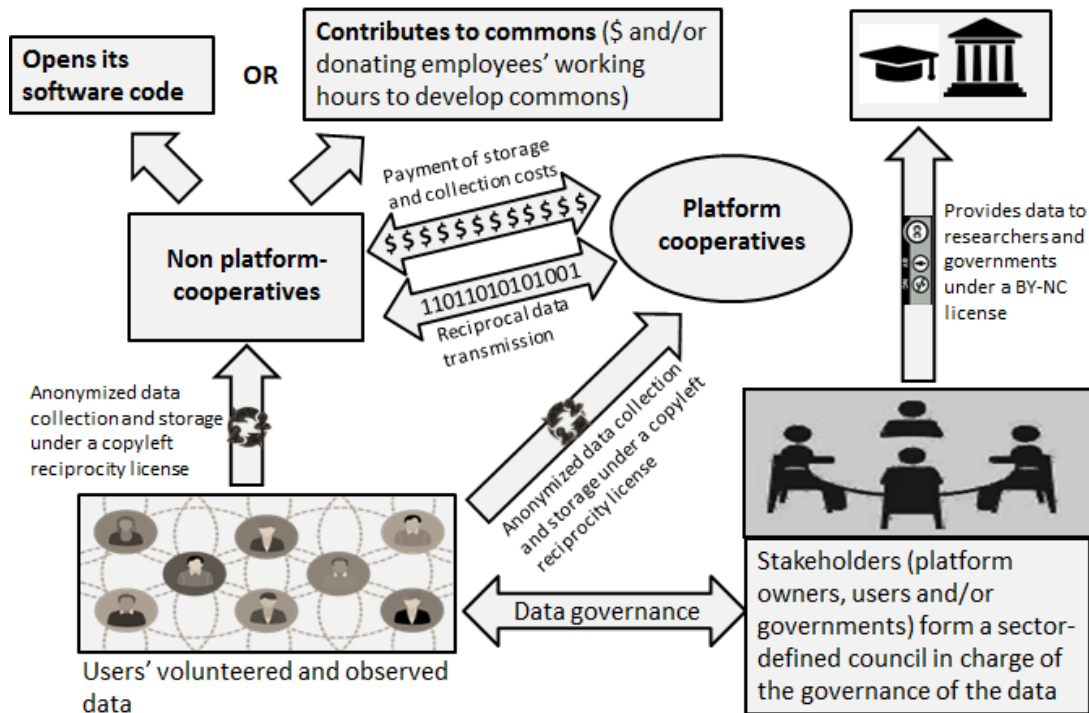 Opens its
software code
OR
Contributes to commons ($ and/or
donating employees' working
hours to develop commons)
Payment of storage
and collection costs
$ $ $ $ $ $ $ $ $ $ $ $
Non platform-
cooperatives
Platform
cooperatives
11011010101001
Reciprocal data
transmission
Provides data to
researchers and
governments
under a BY-NC
license
Anonymized data
collection and storage
under a copyleft
reciprocity license
Anonymized data collection
and storage under a copyleft
reciprocity license
Data governance
Users' volunteered and observed
data
Stakeholders (platform
owners, users and/or
governments) form a sector-
defined council in charge of
the governance of the data